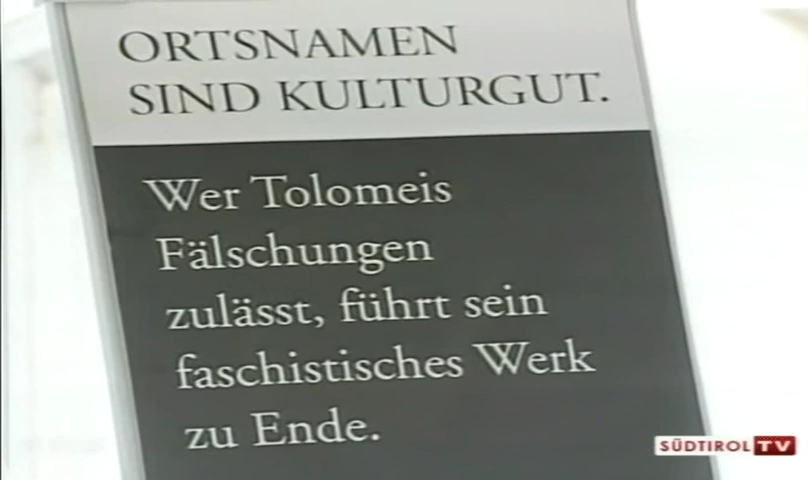 ORTSNAMEN
SIND KULTURGUT.
Wer Tolomeis
Fälschungen
zulässt, führt sein
faschistisches Werk
zu Ende.
SÜDTIROL TV